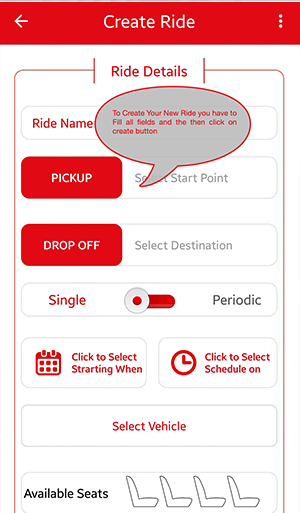 Create Ride
Ride Details
Ride Name
To Create Your New Ride you have to
Fill all fields and the then click on
create button
PICKUP
Select Start Point
DROP OFF
Select Destination
Single
Periodic
Click to Select
Strarting When
Click to Select
Schedule on
Select Vehicle
Available Seats